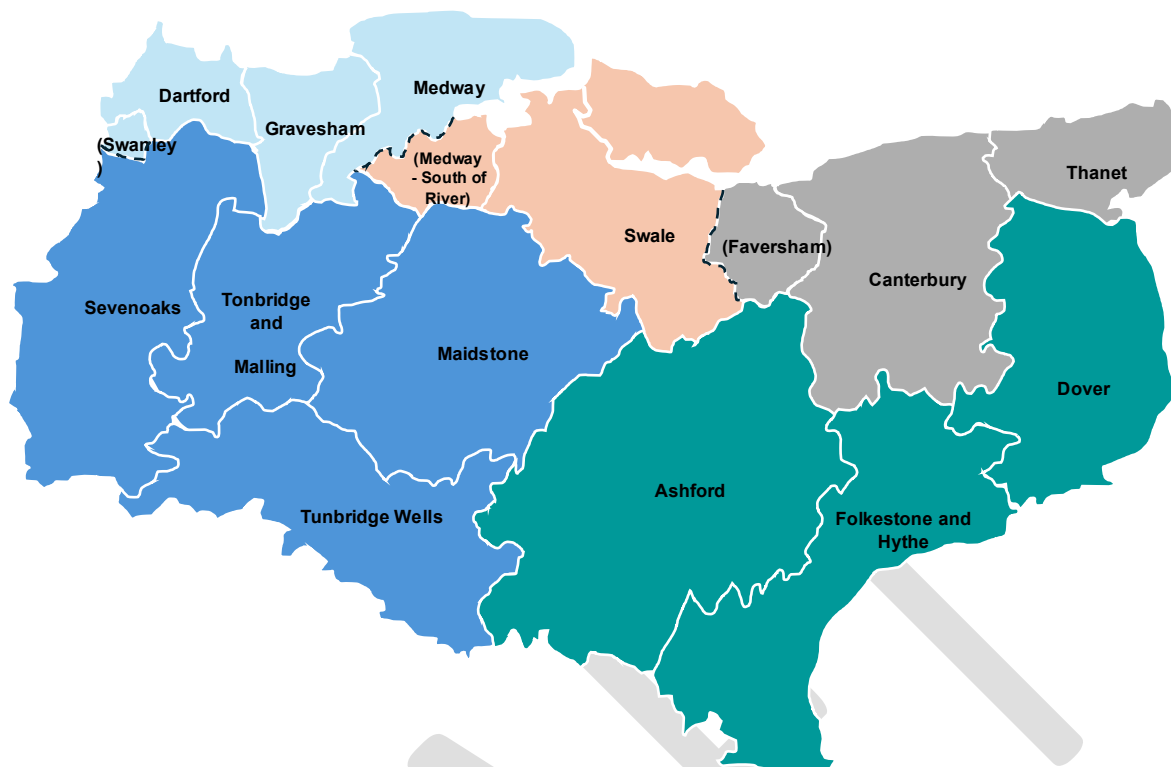 Dartford
Medway
Gravesham
(Swanley
)
(Medway
- South of
River)
Thanet
Swale
(Faversham)
Canterbury
Sevenoaks
Tonbridge
and
Malling
Maidstone
Dover
Ashford
Tunbridge Wells
Folkestone and
Hythe